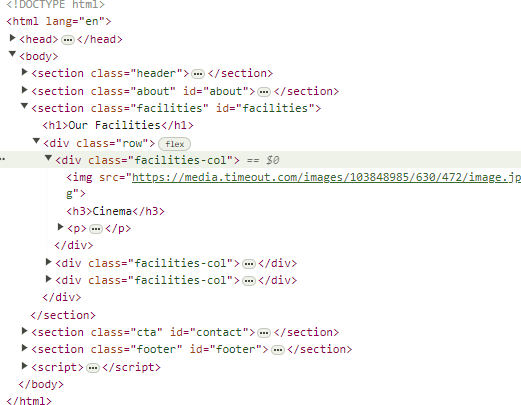 <!DOCTYPE html>
<html lang="en">
<head> ••• </head>
<body>
<section class="header"> ••• </section>
<section class="about" id="about"> ••• </section>
<section class="facilities" id="facilities">
<h1>Our Facilities</h1>
<div class="row"> flex
<div class="facilities-col"> == $0
<img src="https://media.timeout.com/images/103848985/630/472/image.jp
g">
<h3>Cinema</h3>
<p> ••• </p>
</div>
<div class="facilities-col"> ••• </div>
<div class="facilities-col"> ••• </div>
</div>
</section>
<section class="cta" id="contact"> ••• </section>
<section class="footer" id="footer"> ••• </section>
<script> ••• </script>
</body>
</html>